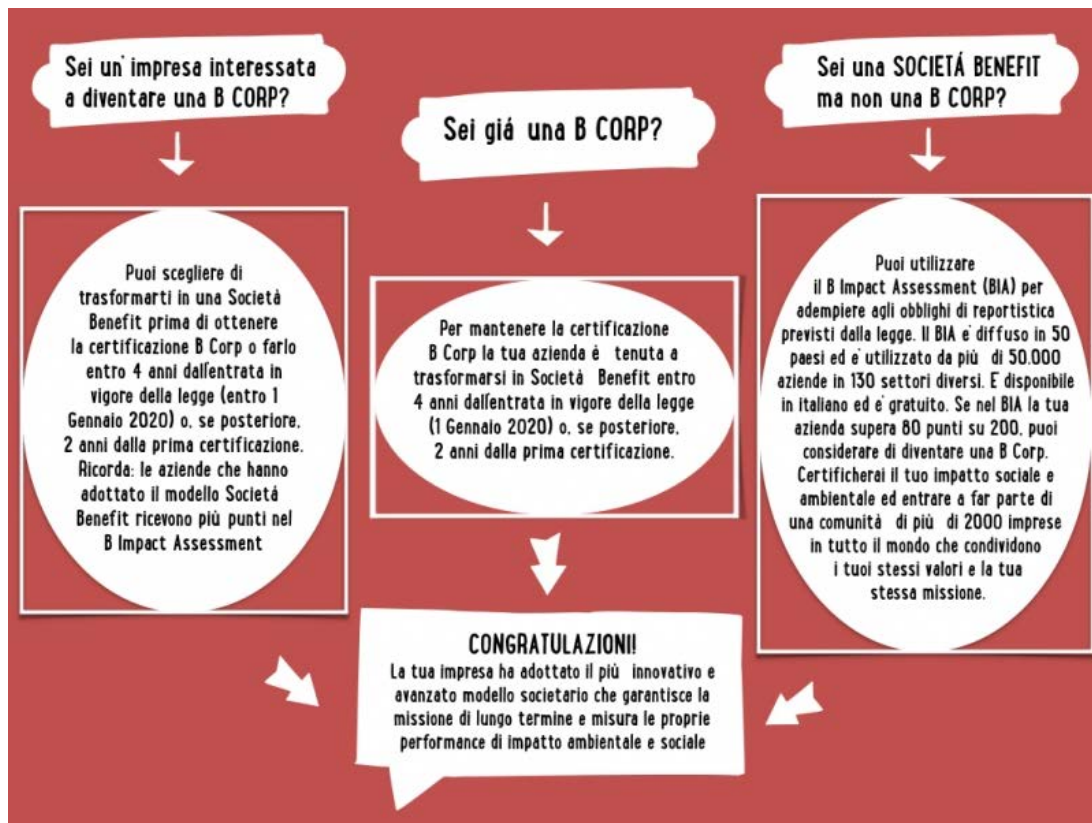 Sei un' impresa interessata
a diventare una B CORP?
Puoi scegliere di
trasformarti in una Società
Benefit prima di ottenere
la certificazione B Corp o farlo
entro 4 anni dall'entrata in
vigore della legge (entro 1
Gennaio 2020) o, se posteriore,
2 anni dalla prima certificazione.
Ricorda: le aziende che hanno
adottato il modello Societá
Benefit ricevono più punti nel
B Impact Assessment
Sei giá una B CORP?
Per mantenere la certificazione
B Corp la tua azienda è tenuta a
trasformarsi in Società Benefit entro
4 anni dall'entrata in vigore della legge
(1 Gennaio 2020) o, se posteriore,
2 anni dalla prima certificazione.
Sei una SOCIETÁ BENEFIT
ma non una B CORP?
Puoi utilizzare
il B Impact Assessment (BIA) per
adempiere agli obblighi di reportistica
previsti dalla legge. Il BIA e' diffuso in 50
paesi ed e' utilizzato da più di 50.000
aziende in 130 settori diversi. E' disponibile
in italiano ed e' gratuito. Se nel BIA la tua
azienda supera 80 punti su 200, puoi
considerare di diventare una B Corp.
Certificherai il tuo impatto sociale e
ambientale ed entrare a far parte di
una comunità di più di 2000 imprese
in tutto il mondo che condividono
i tuoi stessi valori e la tua
stessa missione.
CONGRATULAZIONI!
La tua impresa ha adottato il più innovativo e
avanzato modello societario che garantisce la
missione di lungo termine e misura le proprie
performance di impatto ambientale e sociale